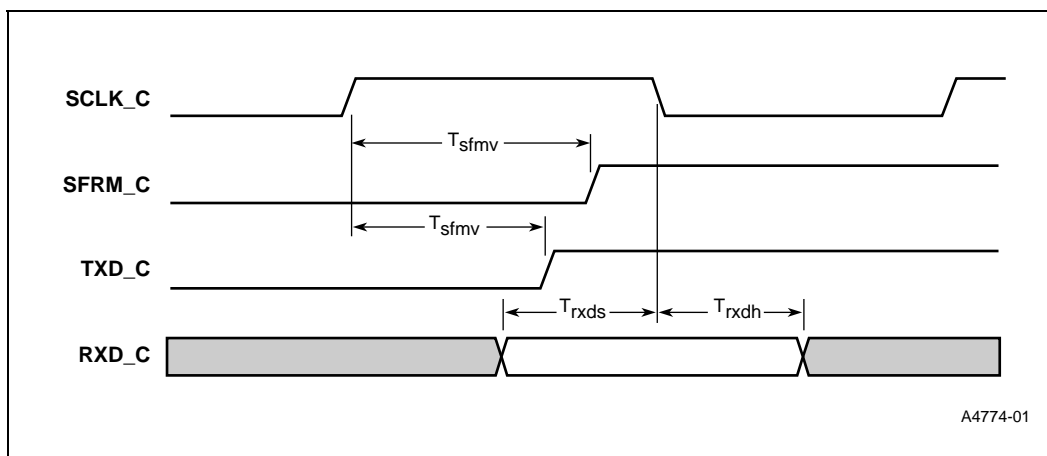 SCLK_C
Tsfmv
SFRM_C
Tsfmv
TXD_C
Trxds
Trxdh
RXD_C
A4774-01